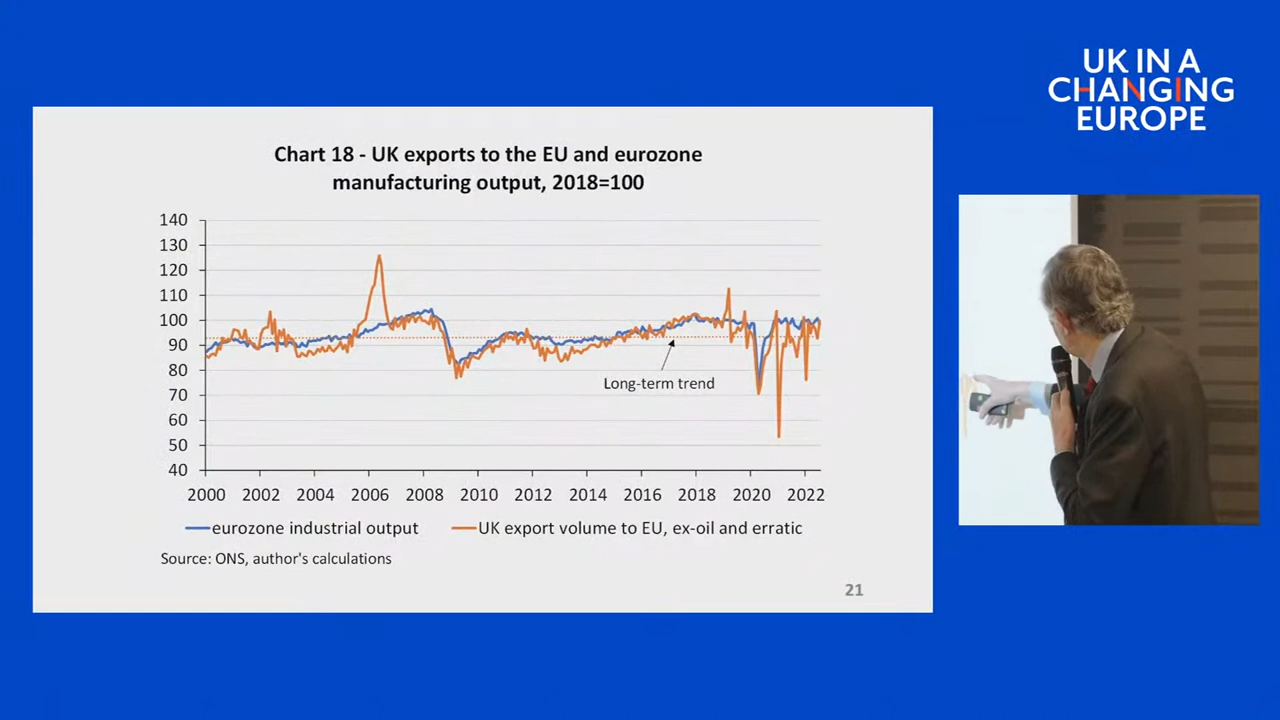 UK IN A
CHANGING
EUROPE
Chart 18 - UK exports to the EU and eurozone
manufacturing output, 2018=100
140
130
120
110
100
90
80
70
60
50
40
Long-term trend
2000 2002 2004 2006 2008 2010 2012 2014 2016 2018 2020 2022
eurozone industrial output UK export volume to EU, ex-oil and erratic
Source: ONS, author's calculations
21